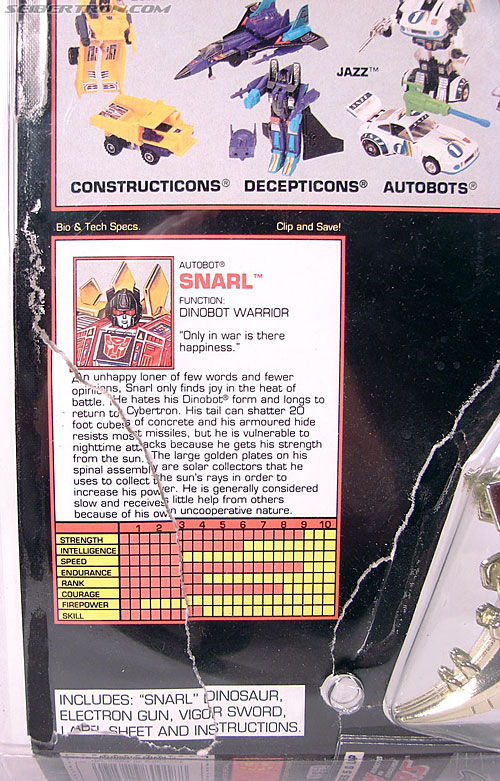 SEIBERTRON.COM
JAZZ™
CONSTRUCTICONS® DECEPTICONS® AUTOBOTS®
Bio & Tech Specs. Clip and Save!
AUTOBOT®
SNARL™
FUNCTION:
DINOBOT WARRIOR
"Only in war is there
happiness."
An unhappy loner of few words and fewer
opinions, Snarl only finds joy in the heat of
battle. He hates his Dinobot® form and longs to
return to Cybertron. His tail can shatter 20
foot cubes of concrete and his armoured hide
resists most missiles, but he is vulnerable to
nighttime attacks because he gets his strength
from the sun. The large golden plates on his
spinal assembly are solar collectors that he
uses to collect the sun's rays in order to
increase his power. He is generally considered
slow and receives little help from others
because of his own uncooperative nature.
1 2 3 4 5 6 7 8 9 10
STRENGTH
INTELLIGENCE
SPEED
ENDURANCE
RANK
COURAGE
FIREPOWER
SKILL
INCLUDES: "SNARL" DINOSAUR,
ELECTRON GUN, VIGOR SWORD,
LABEL SHEET AND INSTRUCTIONS.